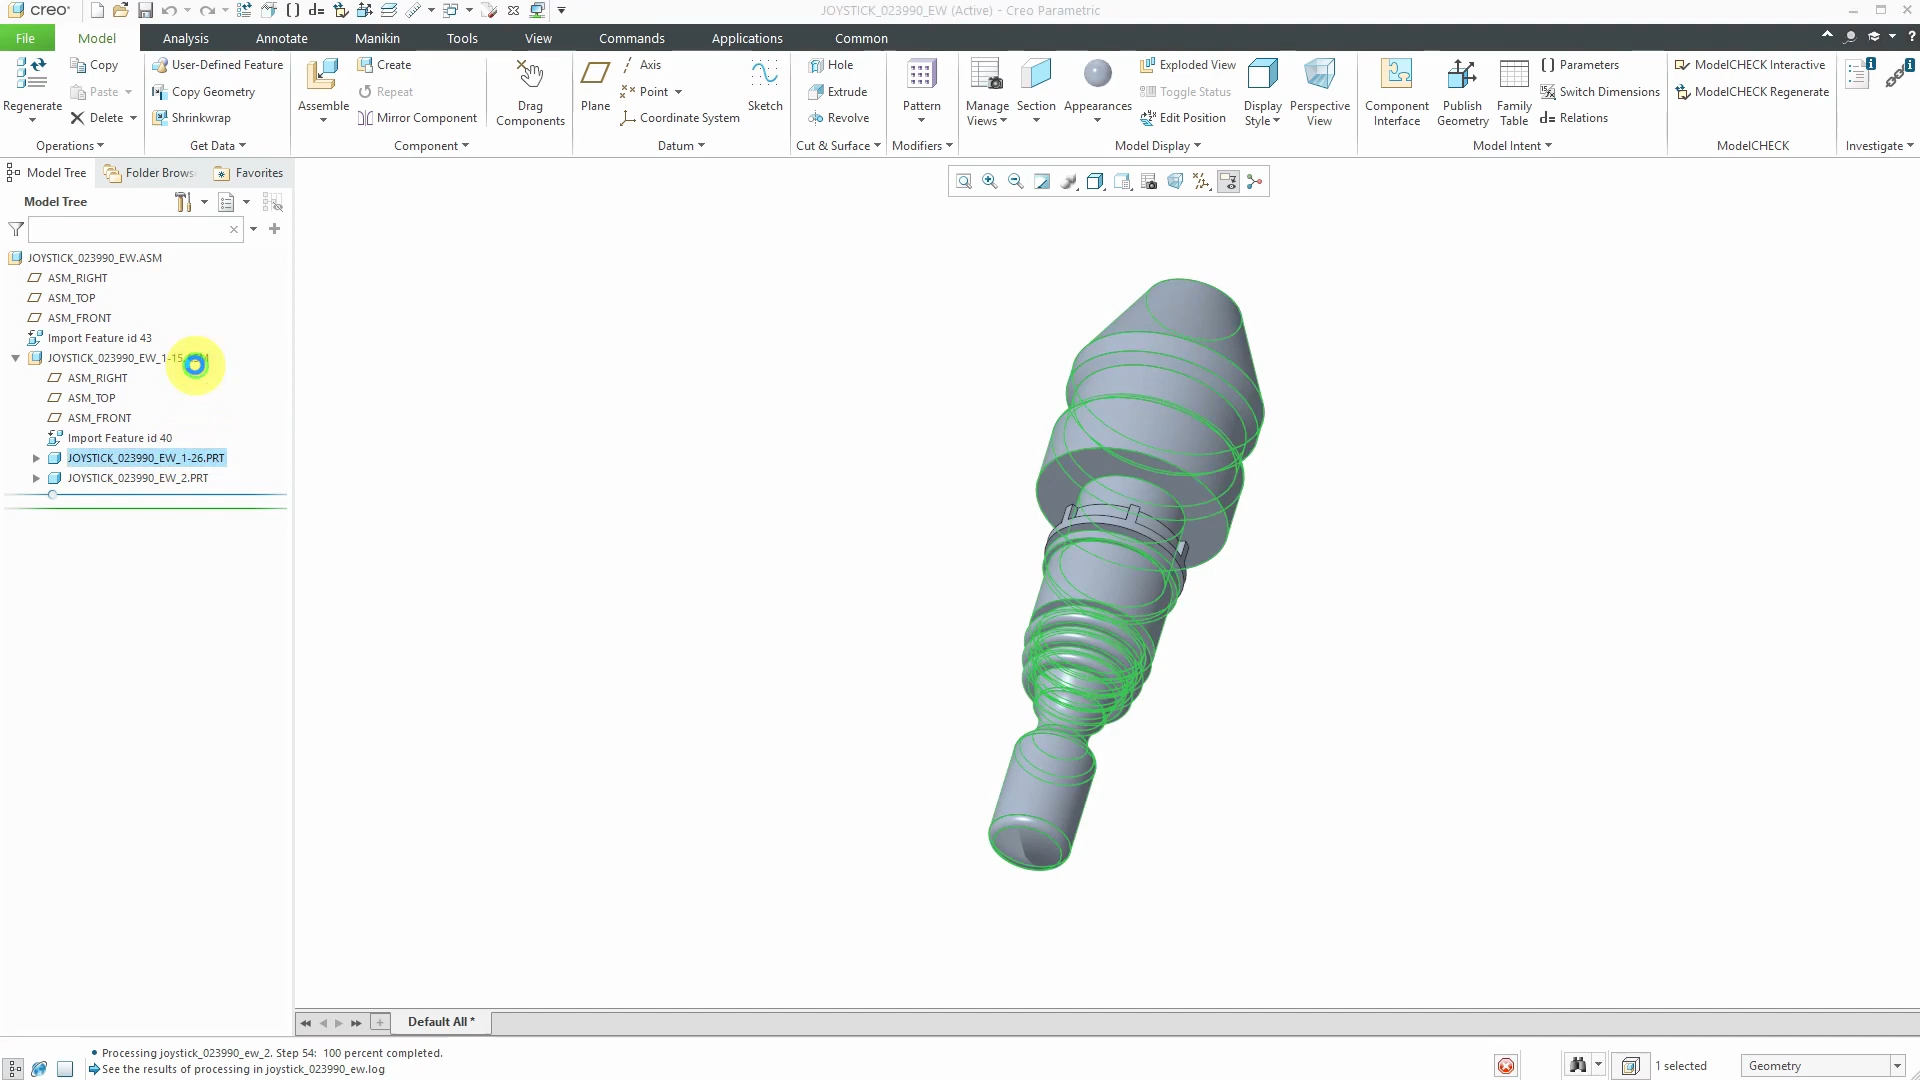 creo·
JOYSTICK_023990_EW (Active) - Creo Parametric
File Model Analysis Annotate Manikin Tools View Commands Applications Common
Regenerate
Copy
Paste
Delete
Operations
User-Defined Feature
Copy Geometry
Shrinkwrap
Get Data
Assemble
Create
Repeat
Mirror Component
Drag
Components
Component
Plane
Axis
Point
Coordinate System
Sketch
Datum
Hole
Extrude
Revolve
Cut & Surface
Pattern
Modifiers
Manage
Views
Section
Appearances
Exploded View
Toggle Status
Edit Position
Display
Style
Perspective
View
Model Display
Component
Interface
Publish
Geometry
Family
Table
Parameters
Switch Dimensions
d= Relations
Model Intent
ModelCHECK Interactive
ModelCHECK Regenerate
ModelCHECK
Investigate
Model Tree
Folder Brows
Favorites
Model Tree
JOYSTICK_023990_EW.ASM
ASM_RIGHT
ASM_TOP
ASM_FRONT
Import Feature id 43
JOYSTICK_023990_EW_1-15
ASM_RIGHT
ASM_TOP
ASM_FRONT
Import Feature id 40
JOYSTICK_023990_EW_1-26.PRT
JOYSTICK_023990_EW_2.PRT
Default All *
• Processing joystick_023990_ew_2. Step 54: 100 percent completed.
See the results of processing in joystick_023990_ew.log
1 selected
Geometry